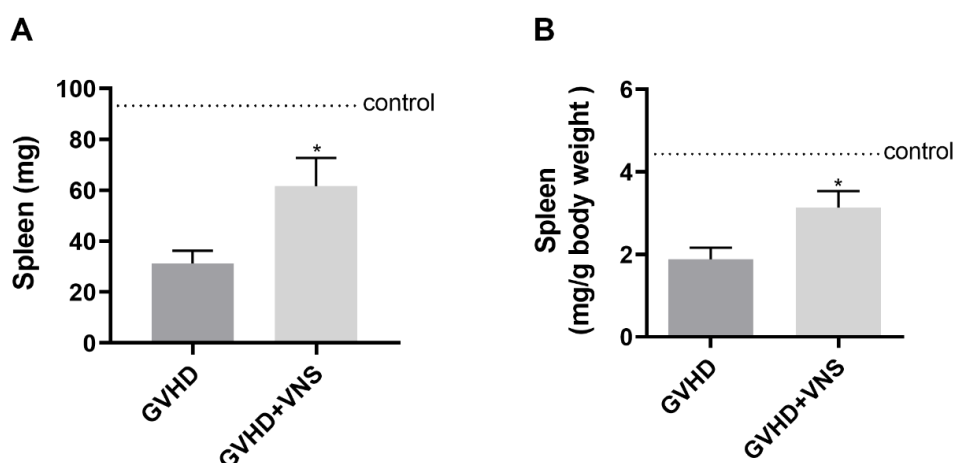 A
Spleen (mg)
100
80
60
40
20
0
control
*
GVHD
GVHD+VNS
B
Spleen
(mg/g body weight )
6
4
2
0
control
*
GVHD
GVHD+VNS